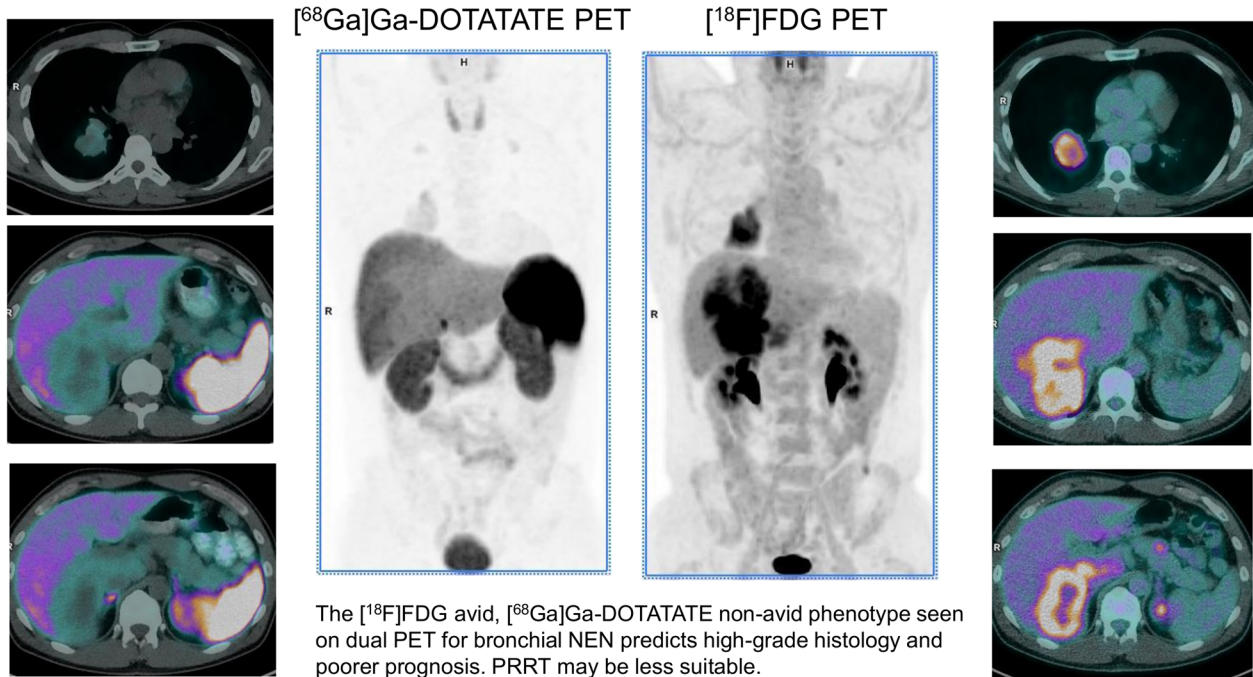 [⁶⁸Ga]Ga-DOTATATE PET
[¹⁸F]FDG PET
R
H
R
H
R
R
R
R
The [¹⁸F]FDG avid, [⁶⁸Ga]Ga-DOTATATE non-avid phenotype seen
on dual PET for bronchial NEN predicts high-grade histology and
poorer prognosis. PRRT may be less suitable.